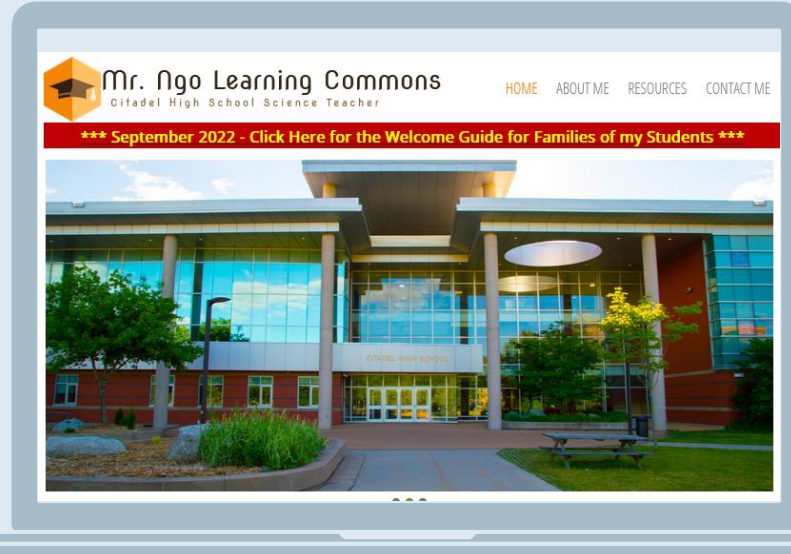 Mr. Ngo Learning Commons
Citadel High School Science Teacher
HOME ABOUT ME RESOURCES CONTACT ME
*** September 2022 - Click Here for the Welcome Guide for Families of my Students ***
CITADEL HIGH SCHOOL